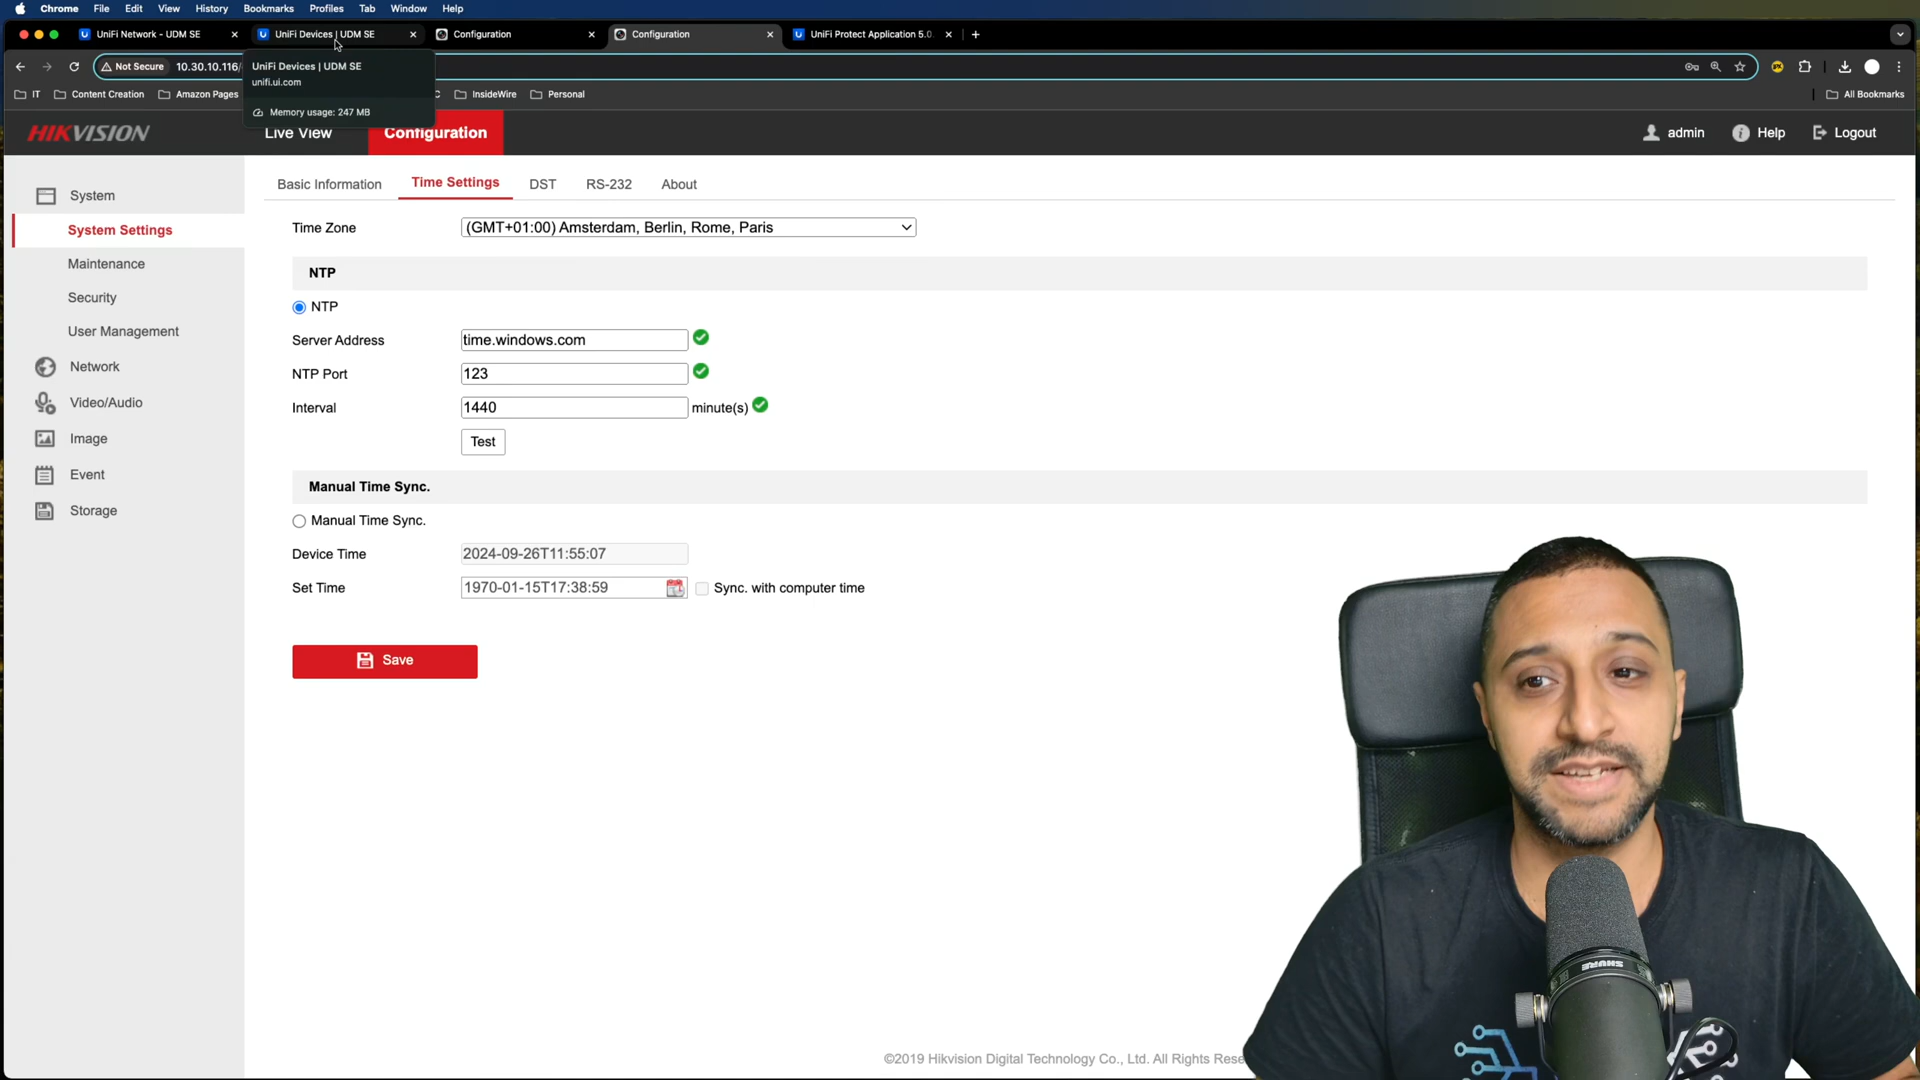 Chrome File Edit View History Bookmarks Profiles Tab Window Help
UniFi Network - UDM SE UniFi Devices | UDM SE Configuration Configuration UniFi Protect Application 5.0.
Not Secure 10.30.10.116/
UniFi Devices | UDM SE
unifi.ui.com
Memory usage: 247 MB
IT Content Creation Amazon Pages C InsideWire Personal All Bookmarks
HIKVISION Live View Configuration admin Help Logout
Basic Information Time Settings DST RS-232 About
System
System Settings
Maintenance
Security
User Management
Network
Video/Audio
Image
Event
Storage
Time Zone (GMT+01:00) Amsterdam, Berlin, Rome, Paris
NTP
NTP
Server Address time.windows.com
NTP Port 123
Interval 1440 minute(s)
Test
Manual Time Sync.
Manual Time Sync.
Device Time 2024-09-26T11:55:07
Set Time 1970-01-15T17:38:59 Sync. with computer time
Save
©2019 Hikvision Digital Technology Co., Ltd. All Rights Rese
SHURE